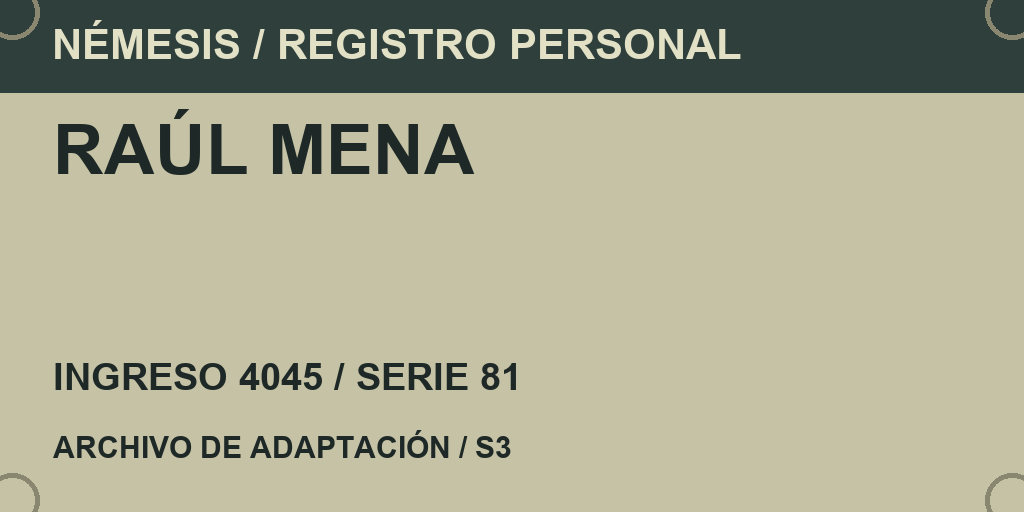 NÉMESIS / REGISTRO PERSONAL
RAÚL MENA
INGRESO 4045 / SERIE 81
ARCHIVO DE ADAPTACIÓN / S3